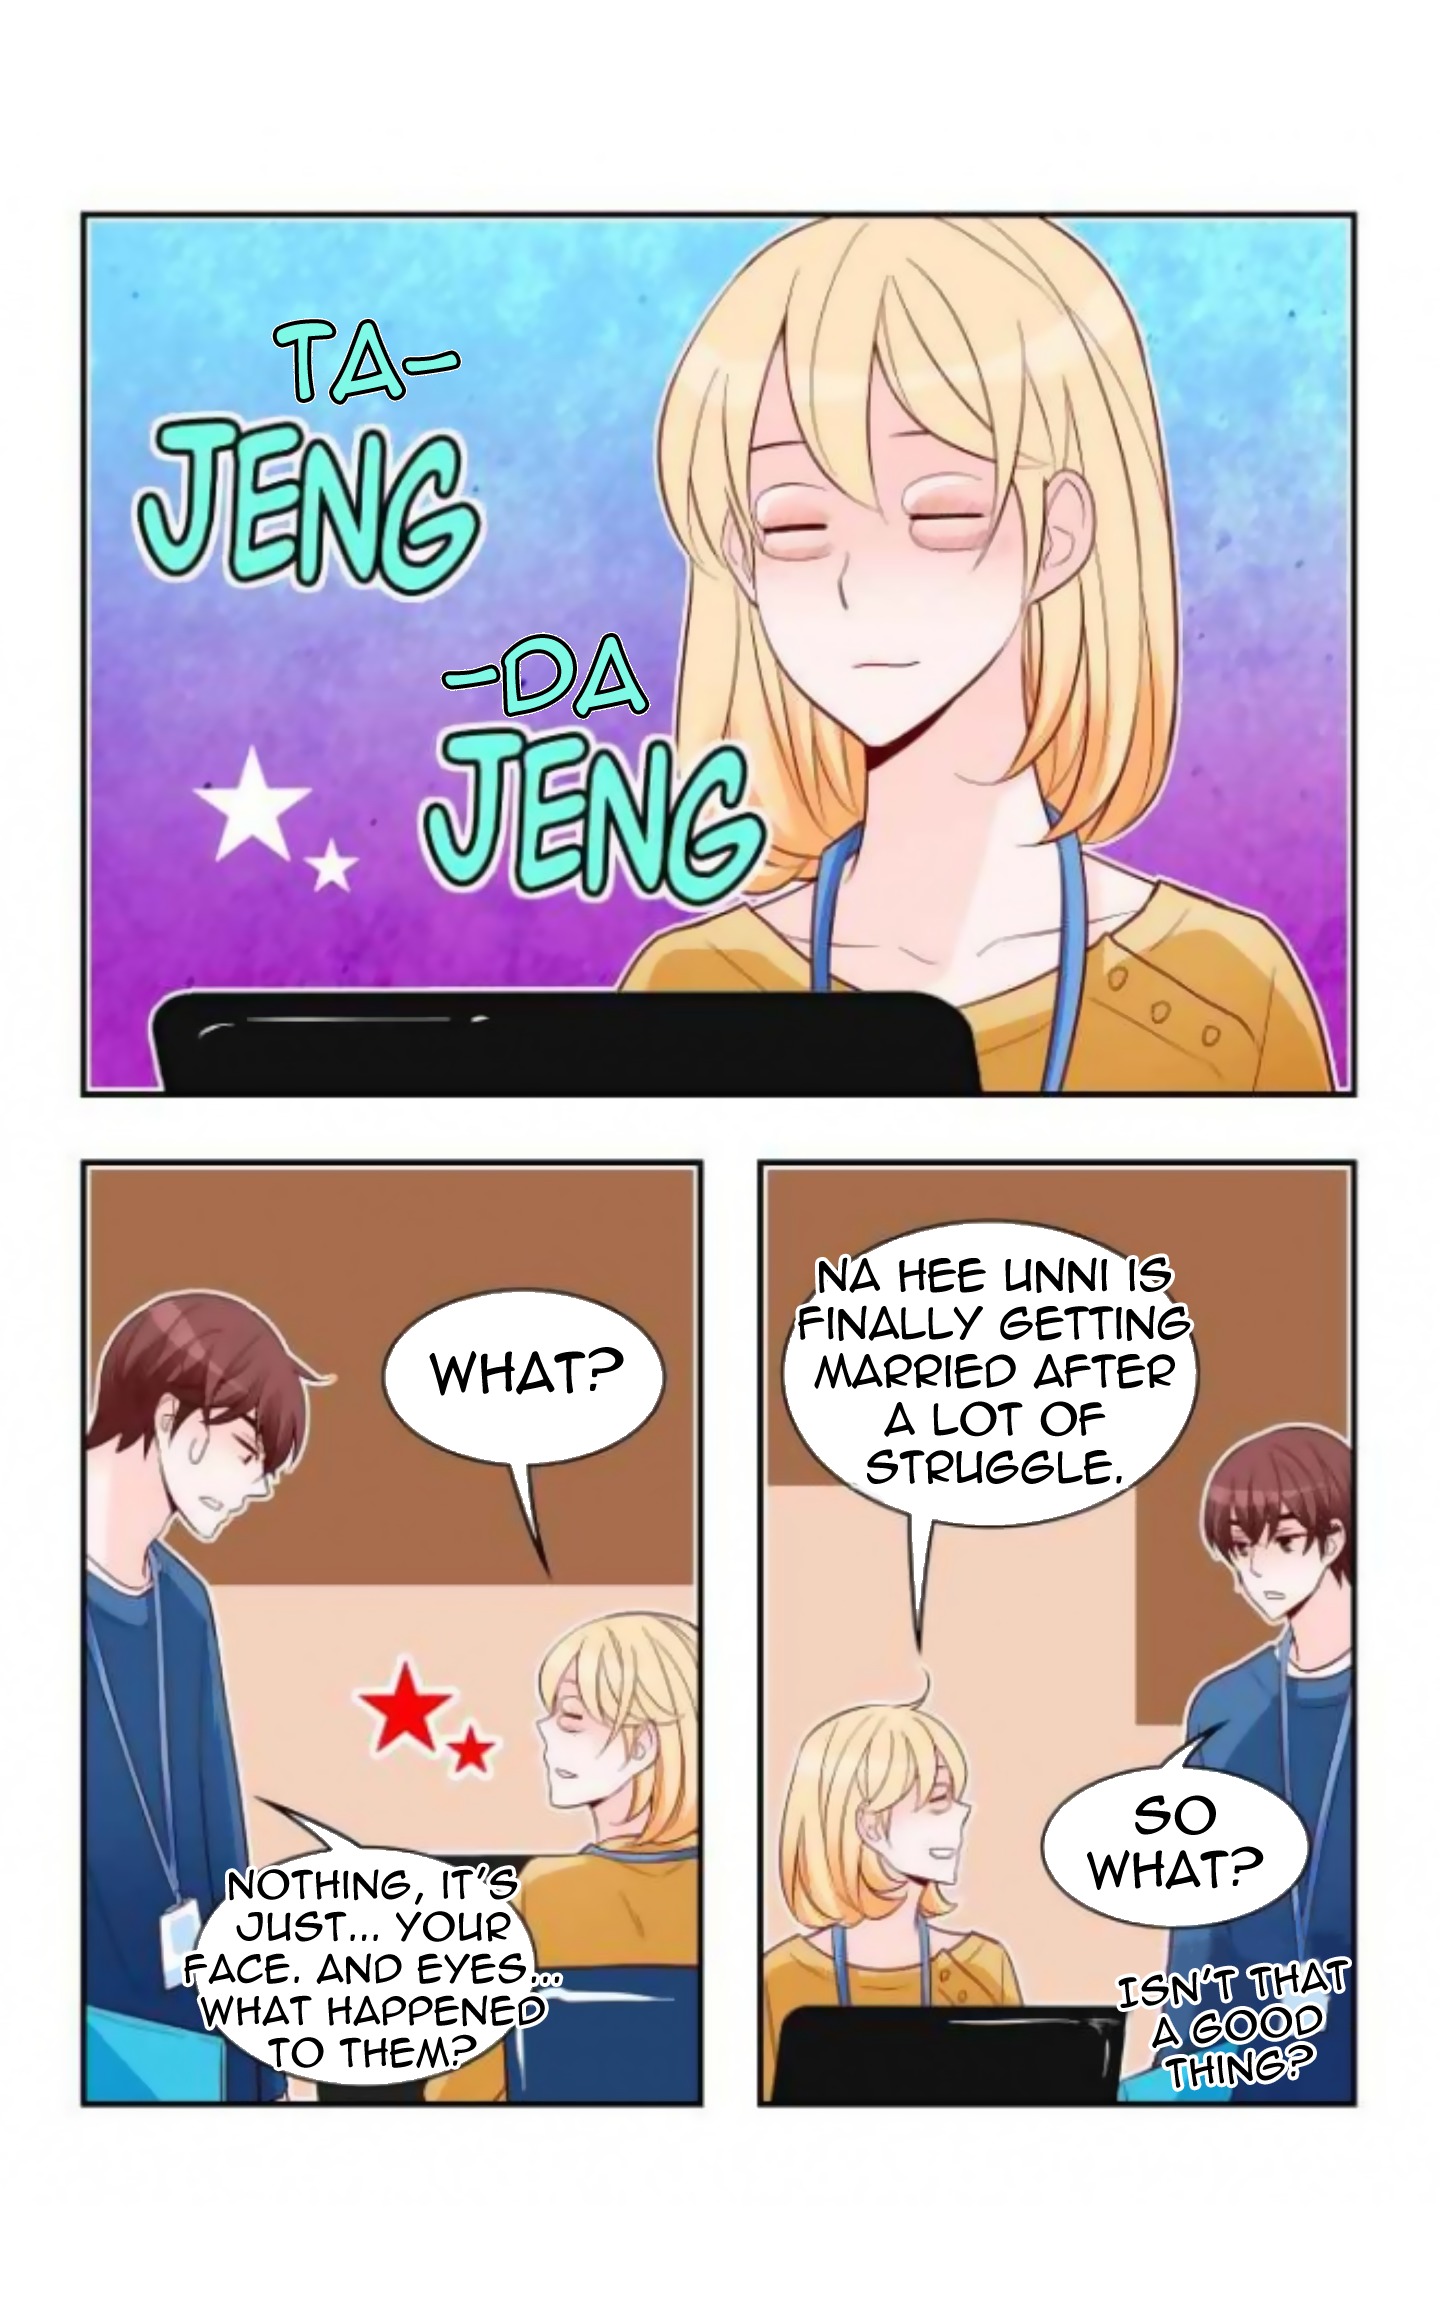 TA-
JENG
-DA
JENG
WHAT?
NOTHING, IT'S
JUST... YOUR
FACE. AND EYES...
WHAT HAPPENED
TO THEM?
NA HEE UNNI IS
FINALLY GETTING
MARRIED AFTER
A LOT OF
STRUGGLE.
SO
WHAT?
ISN'T THAT
A GOOD
THING?